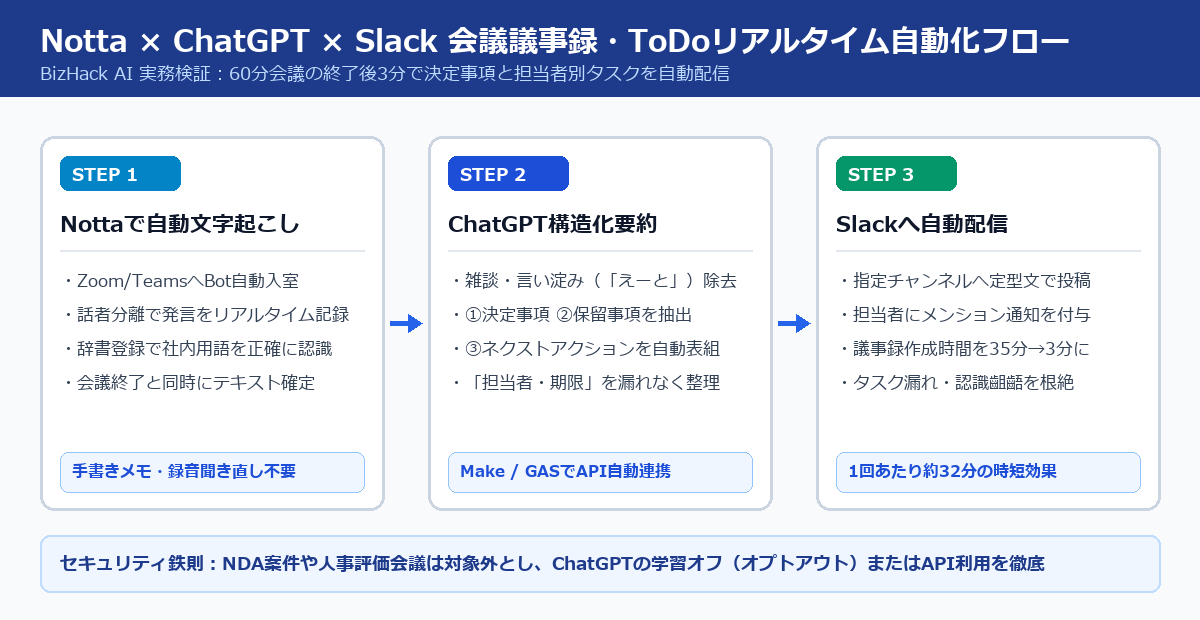 Notta × ChatGPT × Slack 会議議事録・ToDoリアルタイム自動化フロー
BizHack AI 実務検証：60分会議の終了後3分で決定事項と担当者別タスクを自動配信
STEP 1
Nottaで自動文字起こし
・Zoom/TeamsへBot自動入室
・話者分離で発言をリアルタイム記録
・辞書登録で社内用語を正確に認識
・会議終了と同時にテキスト確定
手書きメモ・録音聞き直し不要
STEP 2
ChatGPT構造化要約
・雑談・言い淀み（「えーと」）除去
・①決定事項 ②保留事項を抽出
・③ネクストアクションを自動表組
・「担当者・期限」を漏れなく整理
Make / GASでAPI自動連携
STEP 3
Slackへ自動配信
・指定チャンネルへ定型文で投稿
・担当者にメンション通知を付与
・議事録作成時間を35分→3分に
・タスク漏れ・認識齟齬を根絶
1回あたり約32分の時短効果
セキュリティ鉄則：NDA案件や人事評価会議は対象外とし、ChatGPTの学習オフ（オプトアウト）またはAPI利用を徹底